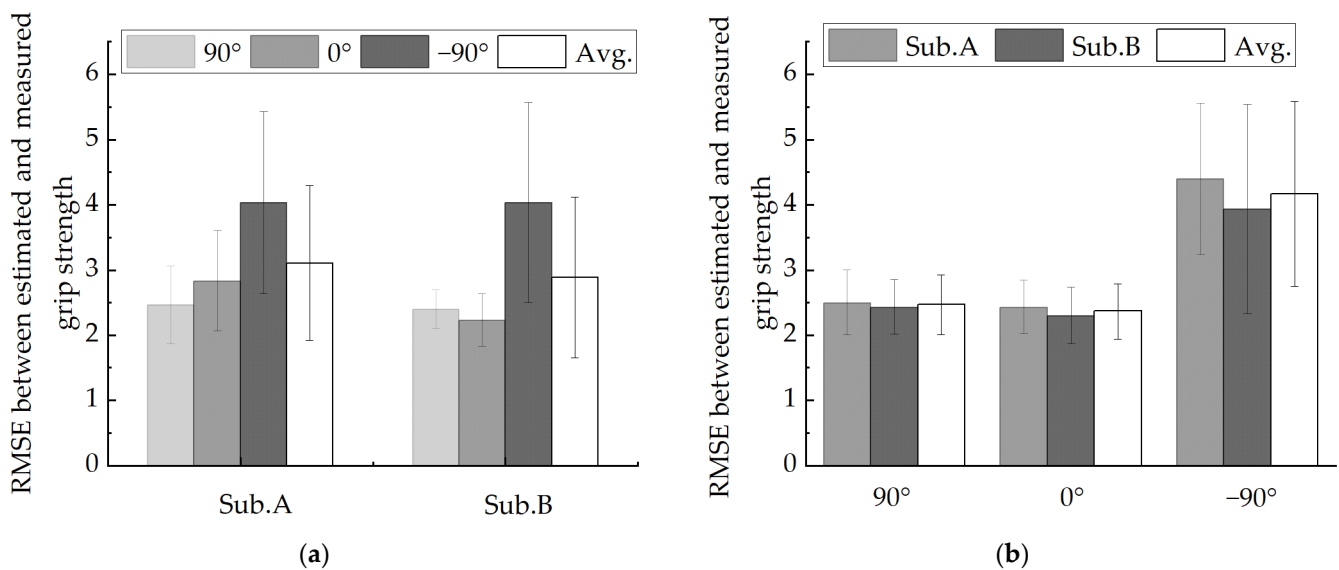 RMSE between estimated and measured
grip strength
90° 0° −90° Avg.
6
5
4
3
2
1
0
Sub.A Sub.B
(a)
RMSE between estimated and measured
grip strength
Sub.A Sub.B Avg.
6
5
4
3
2
1
0
90° 0° −90°
(b)